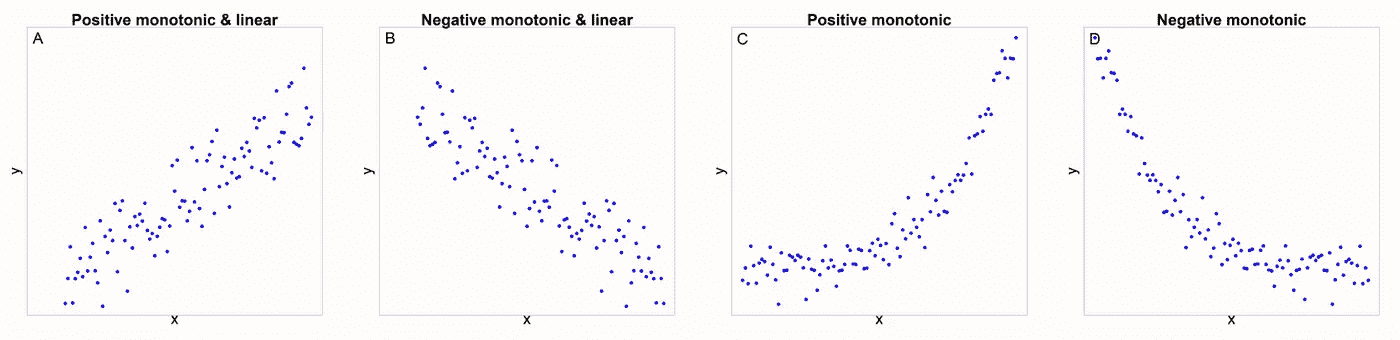 Positive monotonic & linear
A
y
x
Negative monotonic & linear
B
y
x
Positive monotonic
C
y
x
Negative monotonic
D
y
x